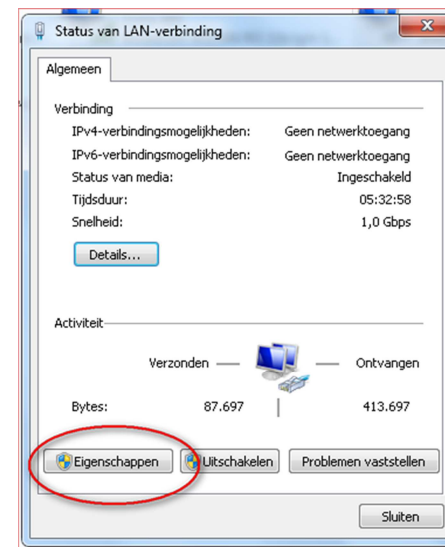 Status van LAN-verbinding
Algemeen
Verbinding
IPv4-verbindingsmogelijkheden: Geen netwerktoegang
IPv6-verbindingsmogelijkheden: Geen netwerktoegang
Status van media: Ingeschakeld
Tijdsduur: 05:32:58
Snelheid: 1,0 Gbps
Details...
Activiteit
Verzonden Ontvangen
Bytes: 87.697 413.697
Eigenschappen Uitschakelen Problemen vaststellen
Sluiten